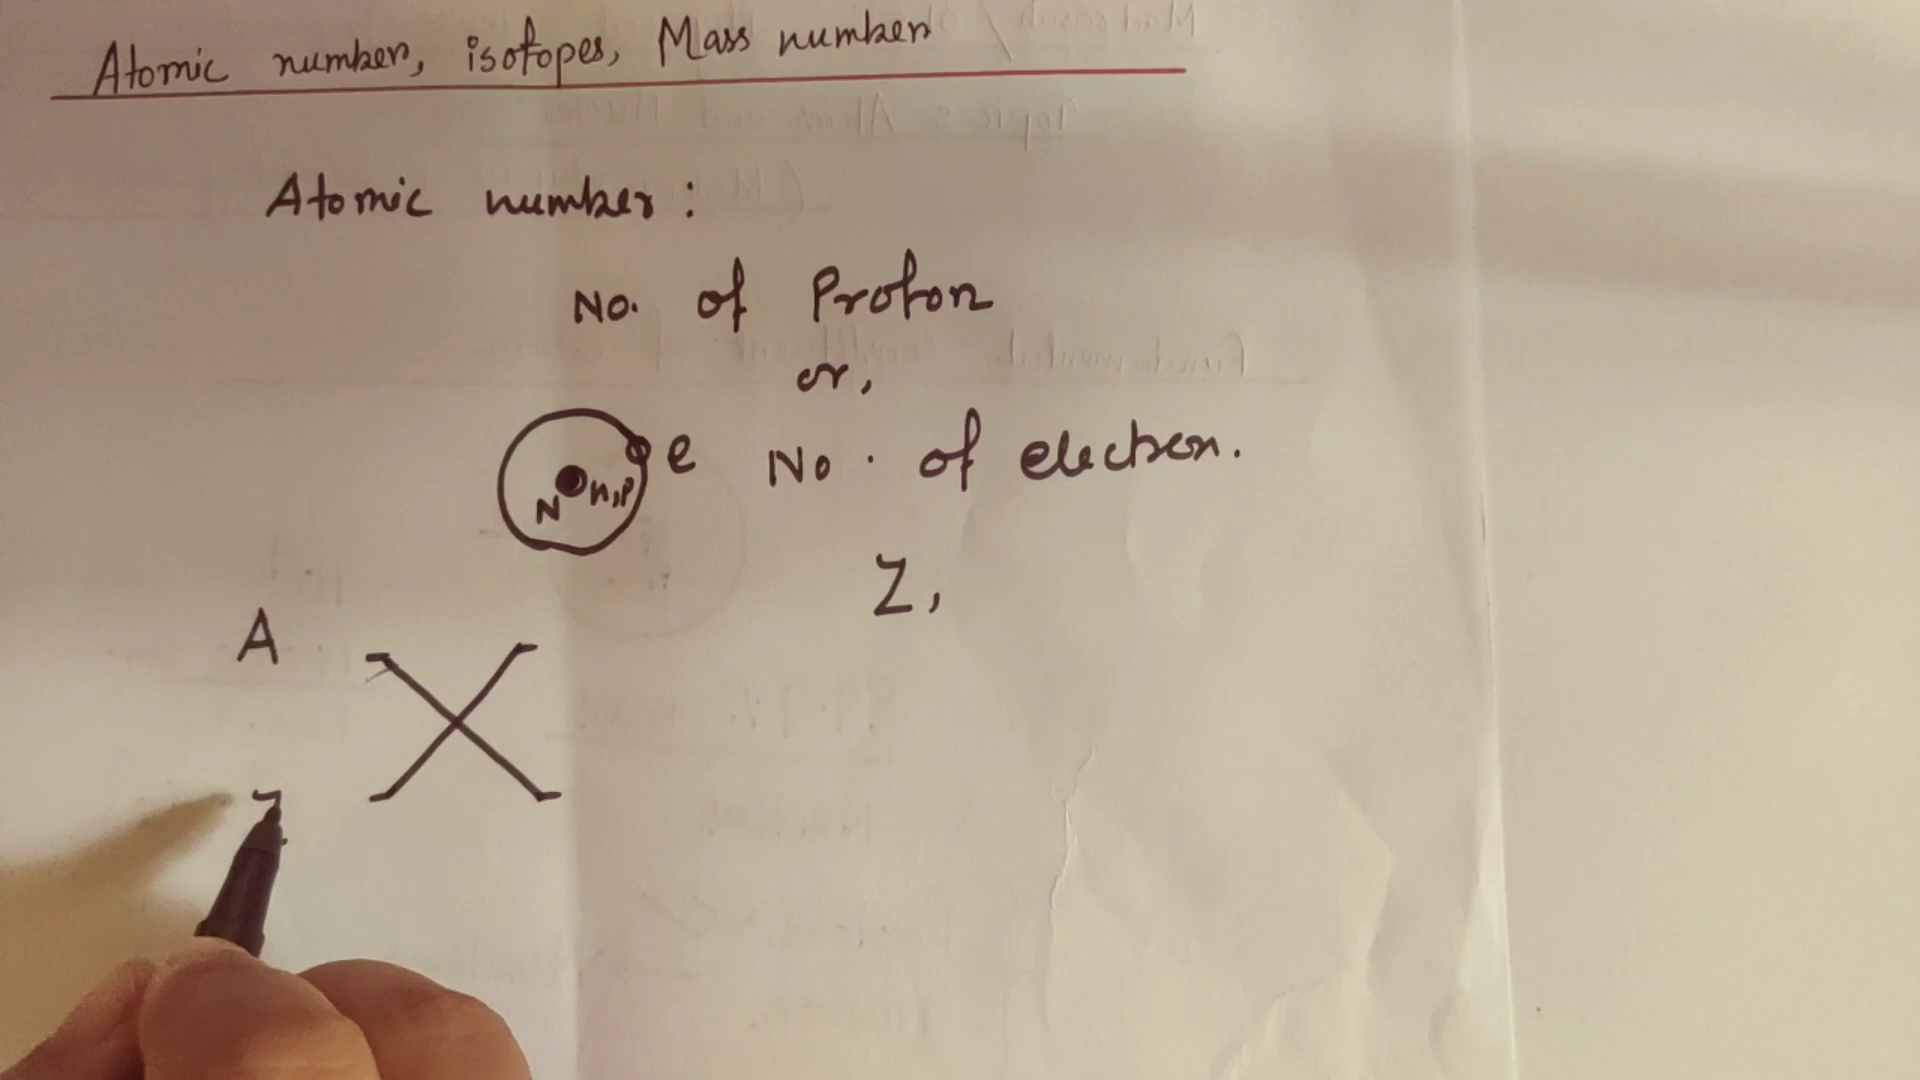 Atomic number, isotopes, Mass number
Atomic number:
No. of Proton
or,
e No. of electron.
N n,p
Z,
A
X